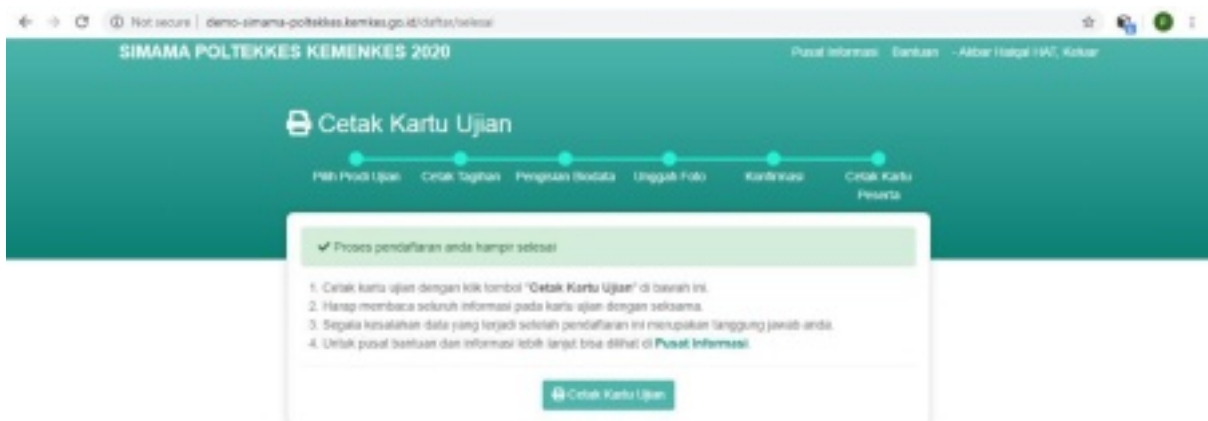 Not secure | demo-simama-poltekkes.kemkes.go.id/daftar/selesai
SIMAMA POLTEKKES KEMENKES 2020
Pusat Informasi Bantuan - Akbar HAT, Keluar
Cetak Kartu Ujian
Pilih Prodi Ujian Cetak Tagihan Pengisian Biodata Unggah Foto Konfirmasi Cetak Kartu
Peserta
Proses pendaftaran anda hampir selesai
1. Cetak kartu ujian dengan klik tombol "Cetak Kartu Ujian" di bawah ini.
2. Harap membaca seluruh informasi pada kartu ujian dengan seksama.
3. Segala kesalahan data yang terjadi setelah pendaftaran ini merupakan tanggung jawab anda.
4. Untuk pusat bantuan dan informasi lebih lanjut bisa dilihat di Pusat Informasi.
Cetak Kartu Ujian